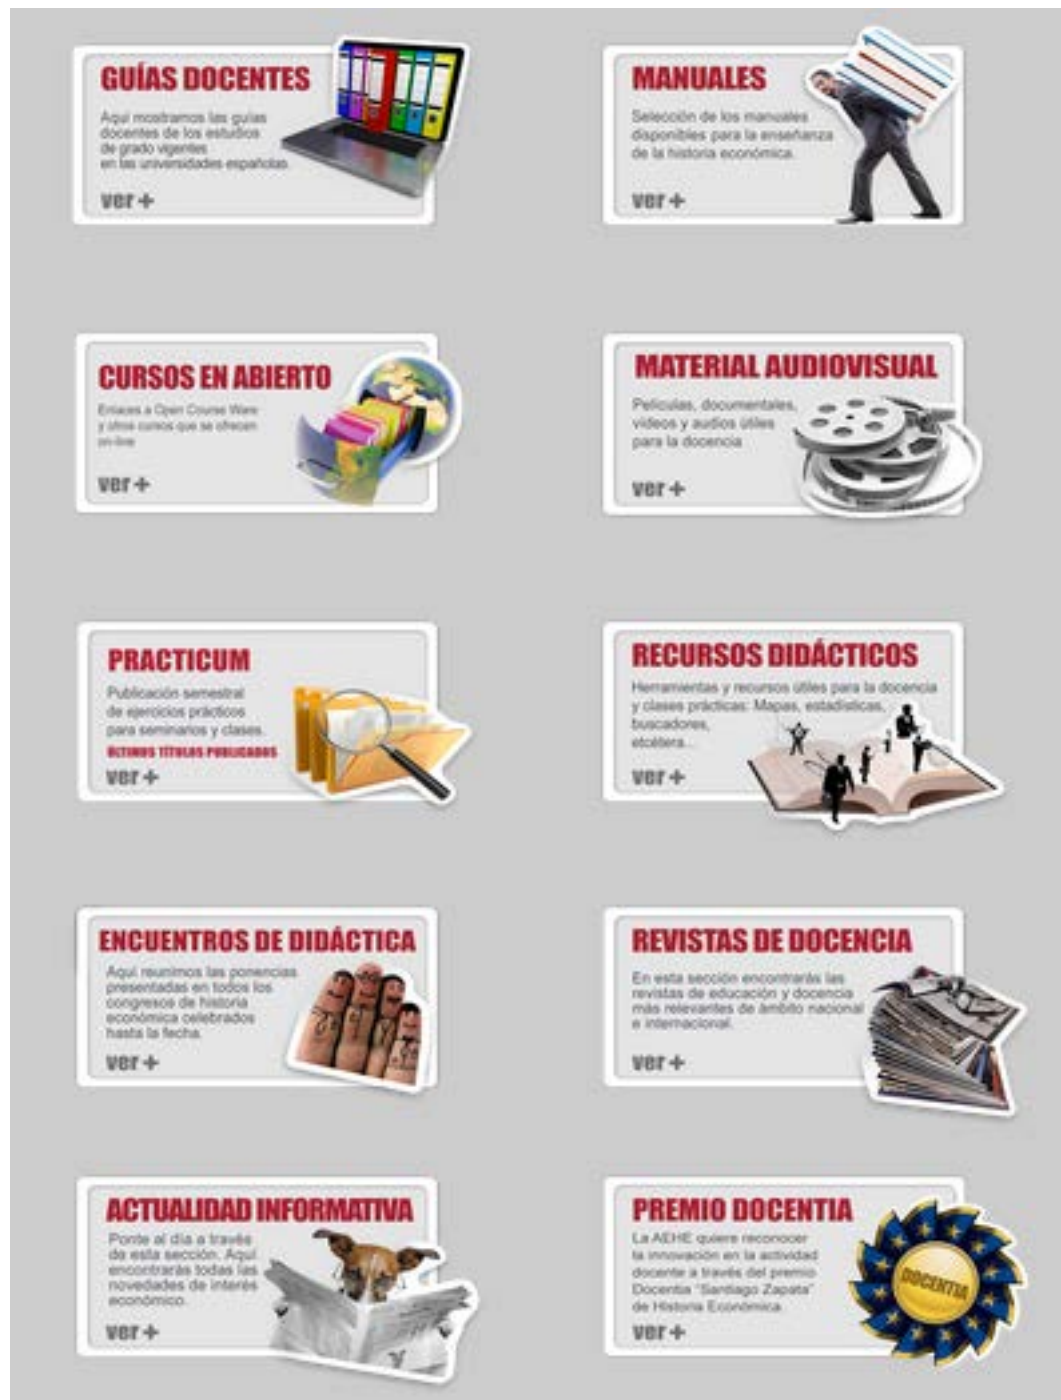 GUÍAS DOCENTES
Aquí mostramos las guías
docentes de los estudios
de grado vigentes
en las universidades españolas.
ver +
MANUALES
Selección de los manuales
disponibles para la enseñanza
de la historia económica.
ver +
CURSOS EN ABIERTO
Enlaces a Open Course Ware
y otros cursos que se ofrecen
on-line
ver +
MATERIAL AUDIOVISUAL
Películas, documentales,
vídeos y audios útiles
para la docencia
ver +
PRACTICUM
Publicación semestral
de ejercicios prácticos
para seminarios y clases.
ÚLTIMOS TÍTULOS PUBLICADOS
ver +
RECURSOS DIDÁCTICOS
Herramientas y recursos útiles para la docencia
y clases prácticas: Mapas, estadísticas,
buscadores,
etcétera...
ver +
ENCUENTROS DE DIDÁCTICA
Aquí reunimos las ponencias
presentadas en todos los
congresos de historia
económica celebrados
hasta la fecha.
ver +
REVISTAS DE DOCENCIA
En esta sección encontrarás las
revistas de educación y docencia
más relevantes de ámbito nacional
e internacional.
ver +
ACTUALIDAD INFORMATIVA
Ponte al día a través
de esta sección. Aquí
encontrarás todas las
novedades de interés
económico.
ver +
PREMIO DOCENTIA
La AEHE quiere reconocer
la innovación en la actividad
docente a través del premio
Docentia "Santiago Zapata"
de Historia Económica.
ver +
DOCENTIA